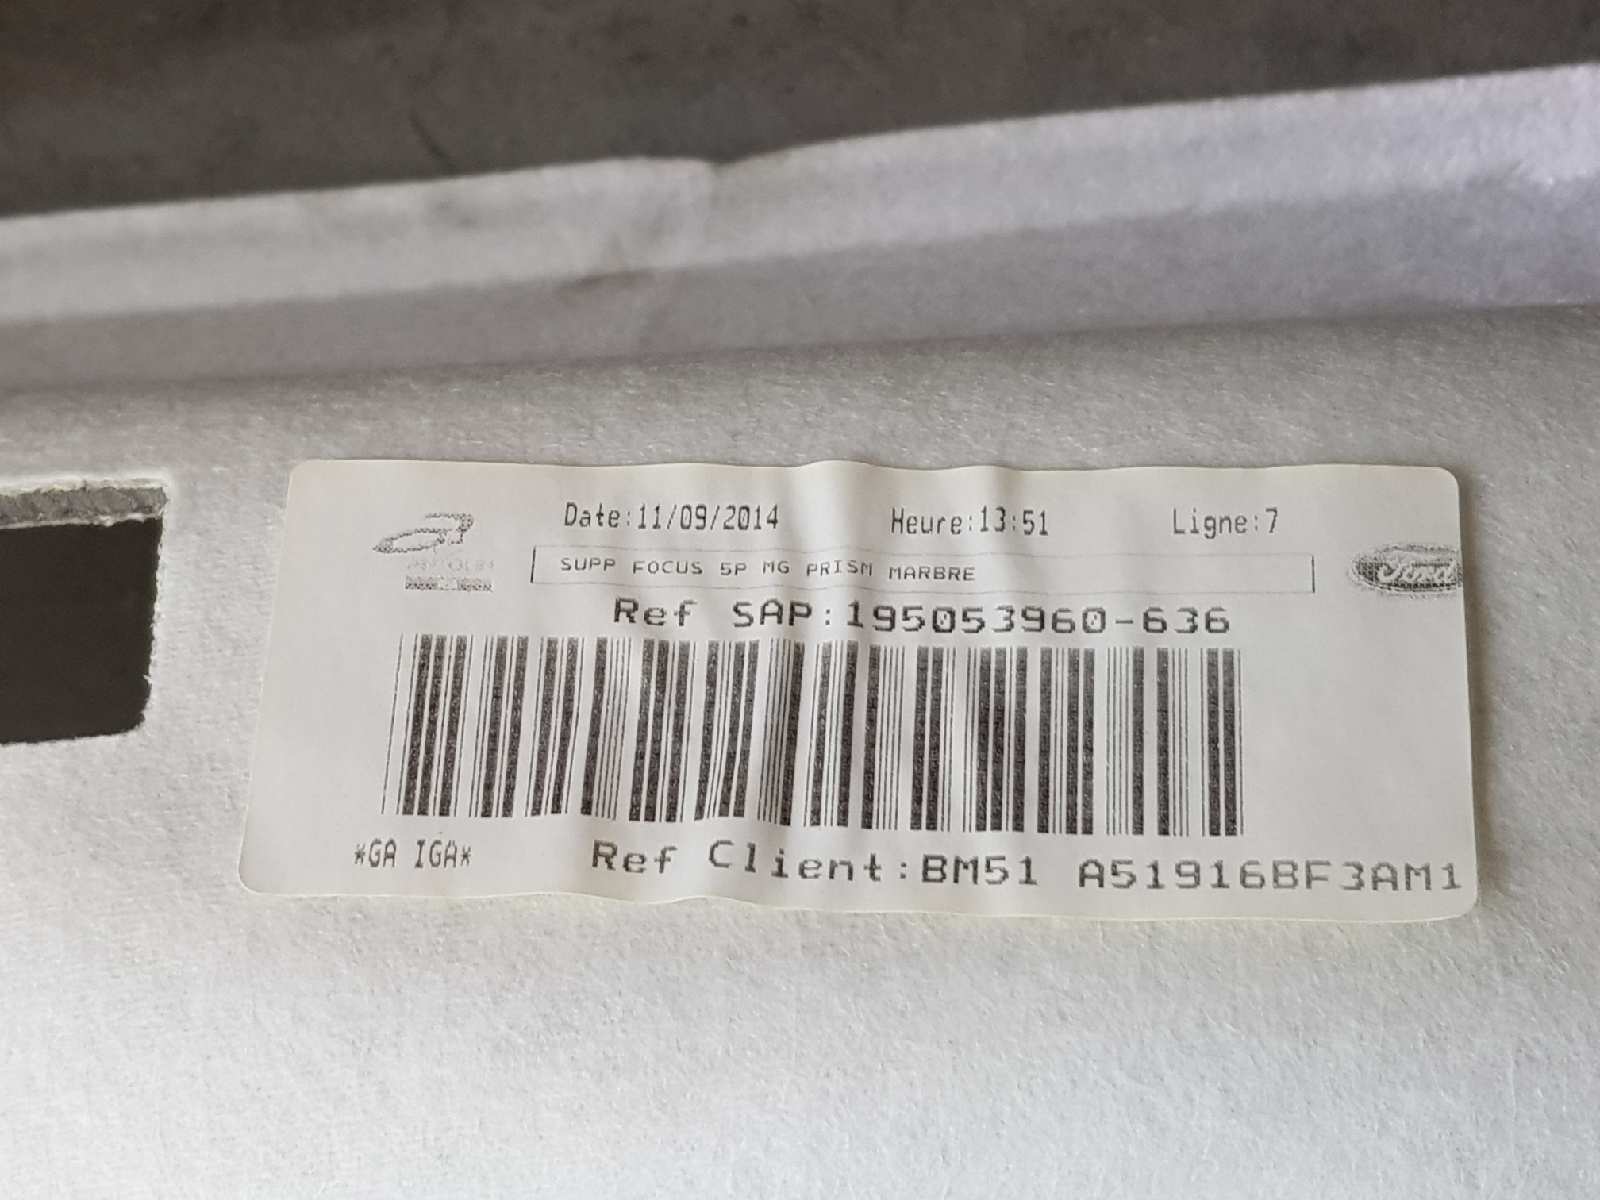 Date:11/09/2014 Heure:13:51 Ligne:7
SUPP FOCUS 5P MG PRISM MARBRE
Ford
Ref SAP:195053960-636
*GA IGA*
Ref Client:BM51 A51916BF3AM1